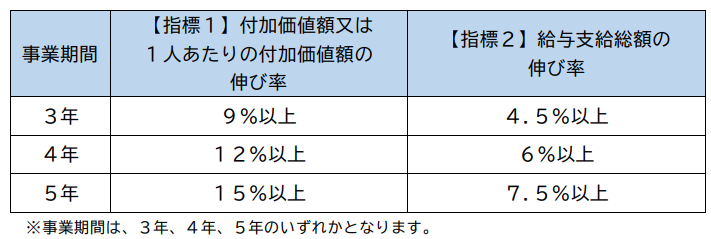 事業期間
【指標１】付加価値額又は
１人あたりの付加価値額の
伸び率
【指標２】給与支給総額の
伸び率
３年
９％以上
４．５％以上
４年
１２％以上
６％以上
５年
１５％以上
７．５％以上
※事業期間は、３年、４年、５年のいずれかとなります。